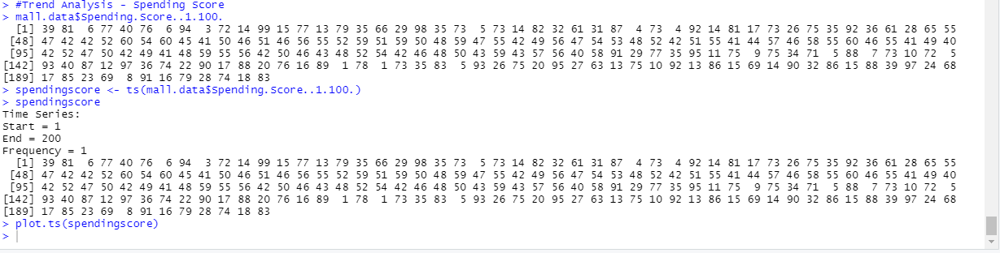 > #Trend Analysis - Spending Score
> mall.data$Spending.Score..1.100.
[1] 39 81 6 77 40 76 6 94 3 72 14 99 15 77 13 79 35 66 29 98 35 73 5 73 14 82 32 61 31 87 4 73 4 92 14 81 17 73 26 75 35 92 36 61 28 65 55
[48] 47 42 42 52 60 54 60 45 41 50 46 51 46 56 55 52 59 51 59 50 48 59 47 55 42 49 56 47 54 53 48 52 42 51 55 41 44 57 46 58 55 60 46 55 41 49 40
[95] 42 52 47 50 42 49 41 48 59 55 56 42 50 46 43 48 52 54 42 46 48 50 43 59 43 57 56 40 58 91 29 77 35 95 11 75 9 75 34 71 5 88 7 73 10 72 5
[142] 93 40 87 12 97 36 74 22 90 17 88 20 76 16 89 1 78 1 73 35 83 5 93 26 75 20 95 27 63 13 75 10 92 13 86 15 69 14 90 32 86 15 88 39 97 24 68
[189] 17 85 23 69 8 91 16 79 28 74 18 83
> spendingscore <- ts(mall.data$Spending.Score..1.100.)
> spendingscore
Time Series:
Start = 1
End = 200
Frequency = 1
[1] 39 81 6 77 40 76 6 94 3 72 14 99 15 77 13 79 35 66 29 98 35 73 5 73 14 82 32 61 31 87 4 73 4 92 14 81 17 73 26 75 35 92 36 61 28 65 55
[48] 47 42 42 52 60 54 60 45 41 50 46 51 46 56 55 52 59 51 59 50 48 59 47 55 42 49 56 47 54 53 48 52 42 51 55 41 44 57 46 58 55 60 46 55 41 49 40
[95] 42 52 47 50 42 49 41 48 59 55 56 42 50 46 43 48 52 54 42 46 48 50 43 59 43 57 56 40 58 91 29 77 35 95 11 75 9 75 34 71 5 88 7 73 10 72 5
[142] 93 40 87 12 97 36 74 22 90 17 88 20 76 16 89 1 78 1 73 35 83 5 93 26 75 20 95 27 63 13 75 10 92 13 86 15 69 14 90 32 86 15 88 39 97 24 68
[189] 17 85 23 69 8 91 16 79 28 74 18 83
> plot.ts(spendingscore)
>